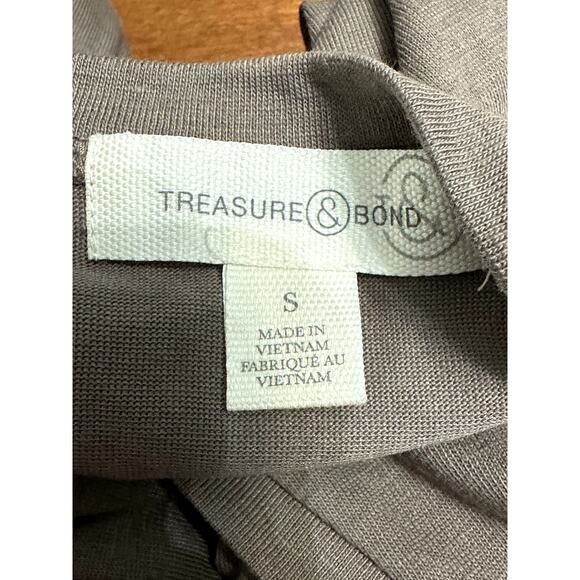 TREASURE & BOND
&
S
MADE IN
VIETNAM
FABRIQUÉ AU
VIETNAM